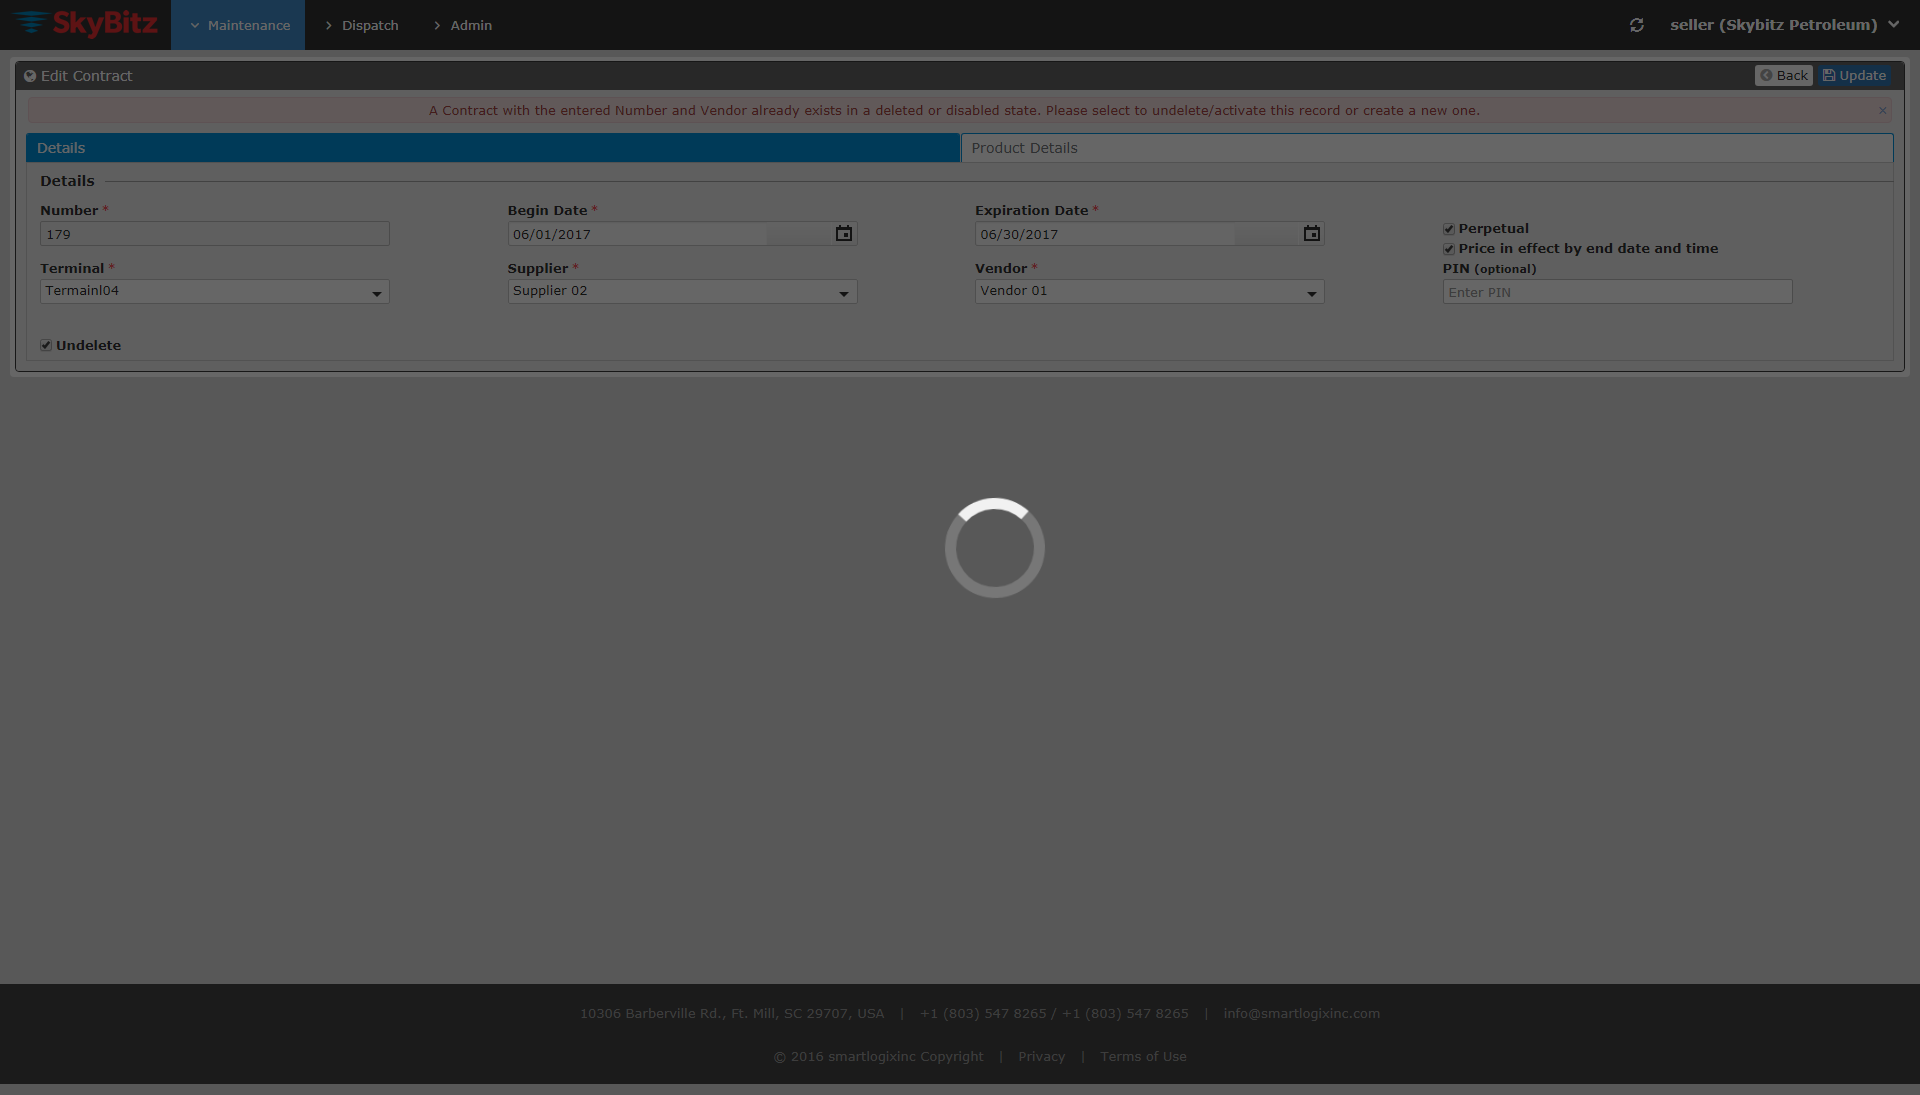 SkyBitz Maintenance Dispatch Admin seller (Skybitz Petroleum)
Edit Contract Back Update
A Contract with the entered Number and Vendor already exists in a deleted or disabled state. Please select to undelete/activate this record or create a new one. ×
Details Product Details
Details
Number * Begin Date * Expiration Date *
179 06/01/2017 06/30/2017 Perpetual
Price in effect by end date and time
Terminal * Supplier * Vendor * PIN (optional)
Termainl04 Supplier 02 Vendor 01 Enter PIN
Undelete
10306 Barberville Rd., Ft. Mill, SC 29707, USA | +1 (803) 547 8265 / +1 (803) 547 8265 | info@smartlogixinc.com
© 2016 smartlogixinc Copyright | Privacy | Terms of Use